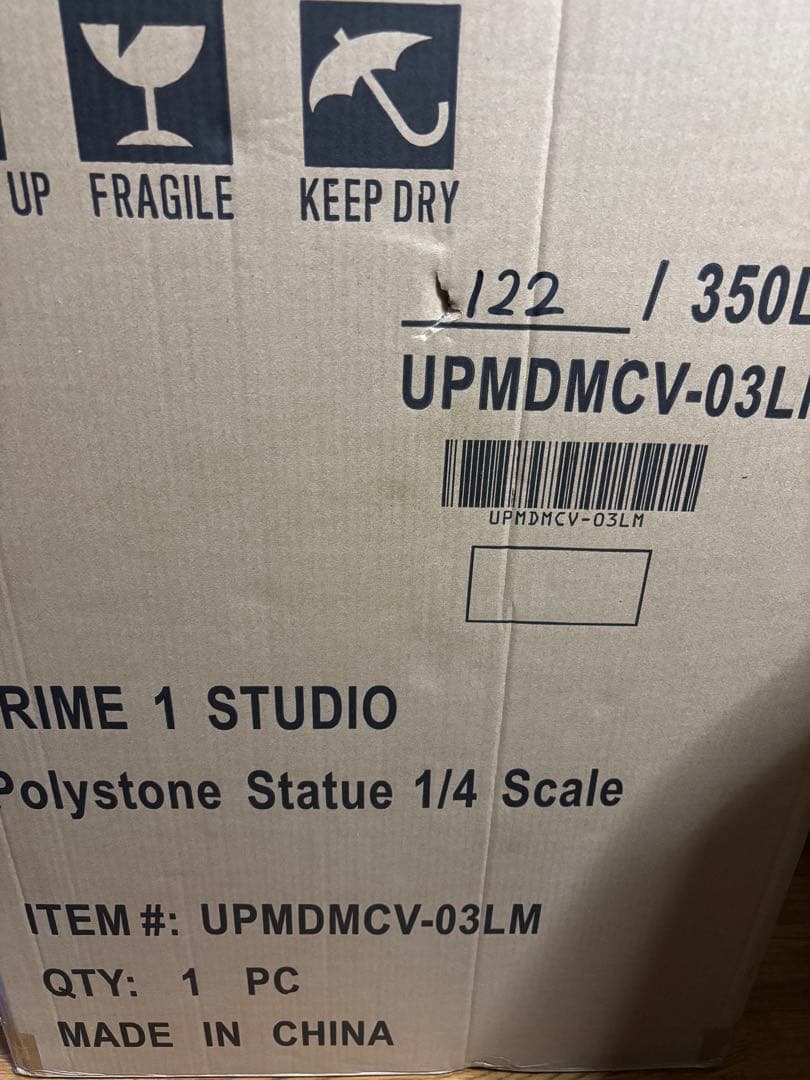 UP FRAGILE KEEP DRY
122 / 350L
UPMDMCV-03LM
UPMDMCV-03LM
RIME 1 STUDIO
Polystone Statue 1/4 Scale
ITEM #: UPMDMCV-03LM
QTY: 1 PC
MADE IN CHINA